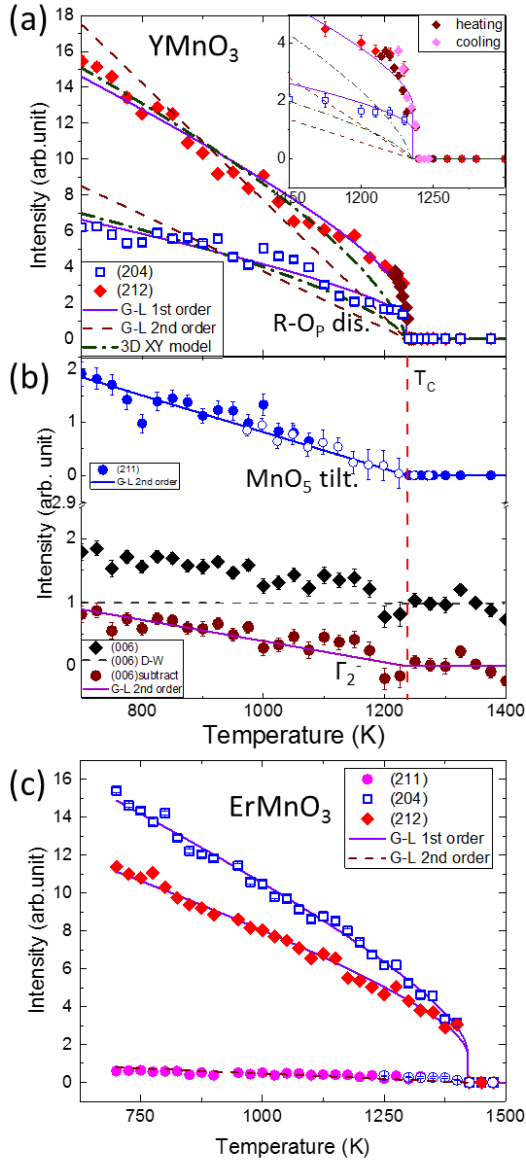 (a)
YMnO3
18
16
14
12
10
8
6
4
2
0
Intensity (arb.unit)
heating
cooling
4
2
0
50
1200
1250
(204)
(212)
G-L 1st order
G-L 2nd order
3D XY model
R-OP dis.
(b)
TC
2
1
0
2.9
2
1
0
Intensity (arb. unit)
(211)
G-L 2nd order
MnO5 tilt.
(006)
(006) D-W
(006)subtract
G-L 2nd order
Γ2
800
1000
1200
1400
Temperature (K)
(c)
ErMnO3
16
14
12
10
8
6
4
2
0
Intensity (arb.unit)
(211)
(204)
(212)
G-L 1st order
G-L 2nd order
750
1000
1250
1500
Temperature (K)